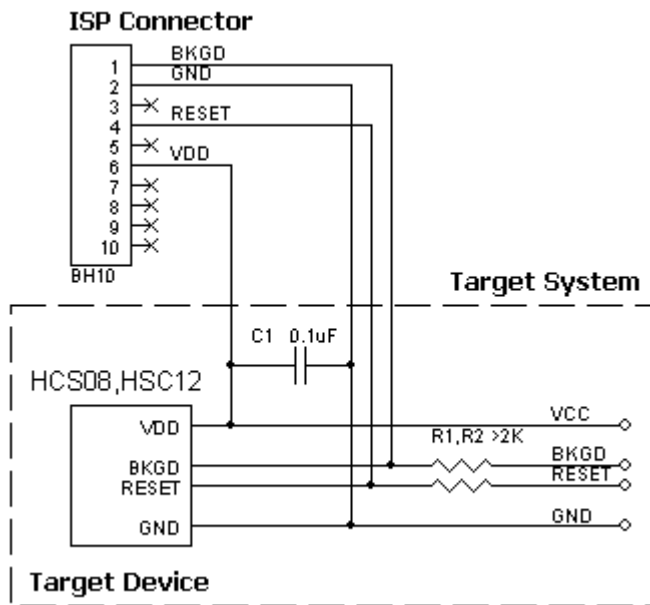 ISP Connector
1 BKGD
2 GND
3
4 RESET
5
6 VDD
7
8
9
10
BH10
Target System
C1 0.1uF
HCS08,HSC12
VDD
VCC
R1,R2 >2K
BKGD
BKGD
RESET
RESET
GND
GND
Target Device